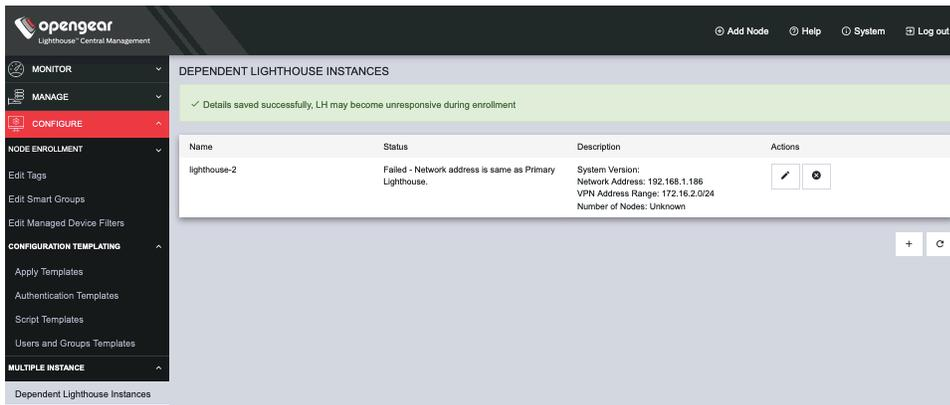 opengear
Lighthouse™ Central Management
Add Node
Help
System
Log out
MONITOR
MANAGE
CONFIGURE
NODE ENROLLMENT
Edit Tags
Edit Smart Groups
Edit Managed Device Filters
CONFIGURATION TEMPLATING
Apply Templates
Authentication Templates
Script Templates
Users and Groups Templates
MULTIPLE INSTANCE
Dependent Lighthouse Instances
DEPENDENT LIGHTHOUSE INSTANCES
Details saved successfully, LH may become unresponsive during enrollment
Name Status Description Actions
lighthouse-2
Failed - Network address is same as Primary
Lighthouse.
System Version:
Network Address: 192.168.1.186
VPN Address Range: 172.16.2.0/24
Number of Nodes: Unknown